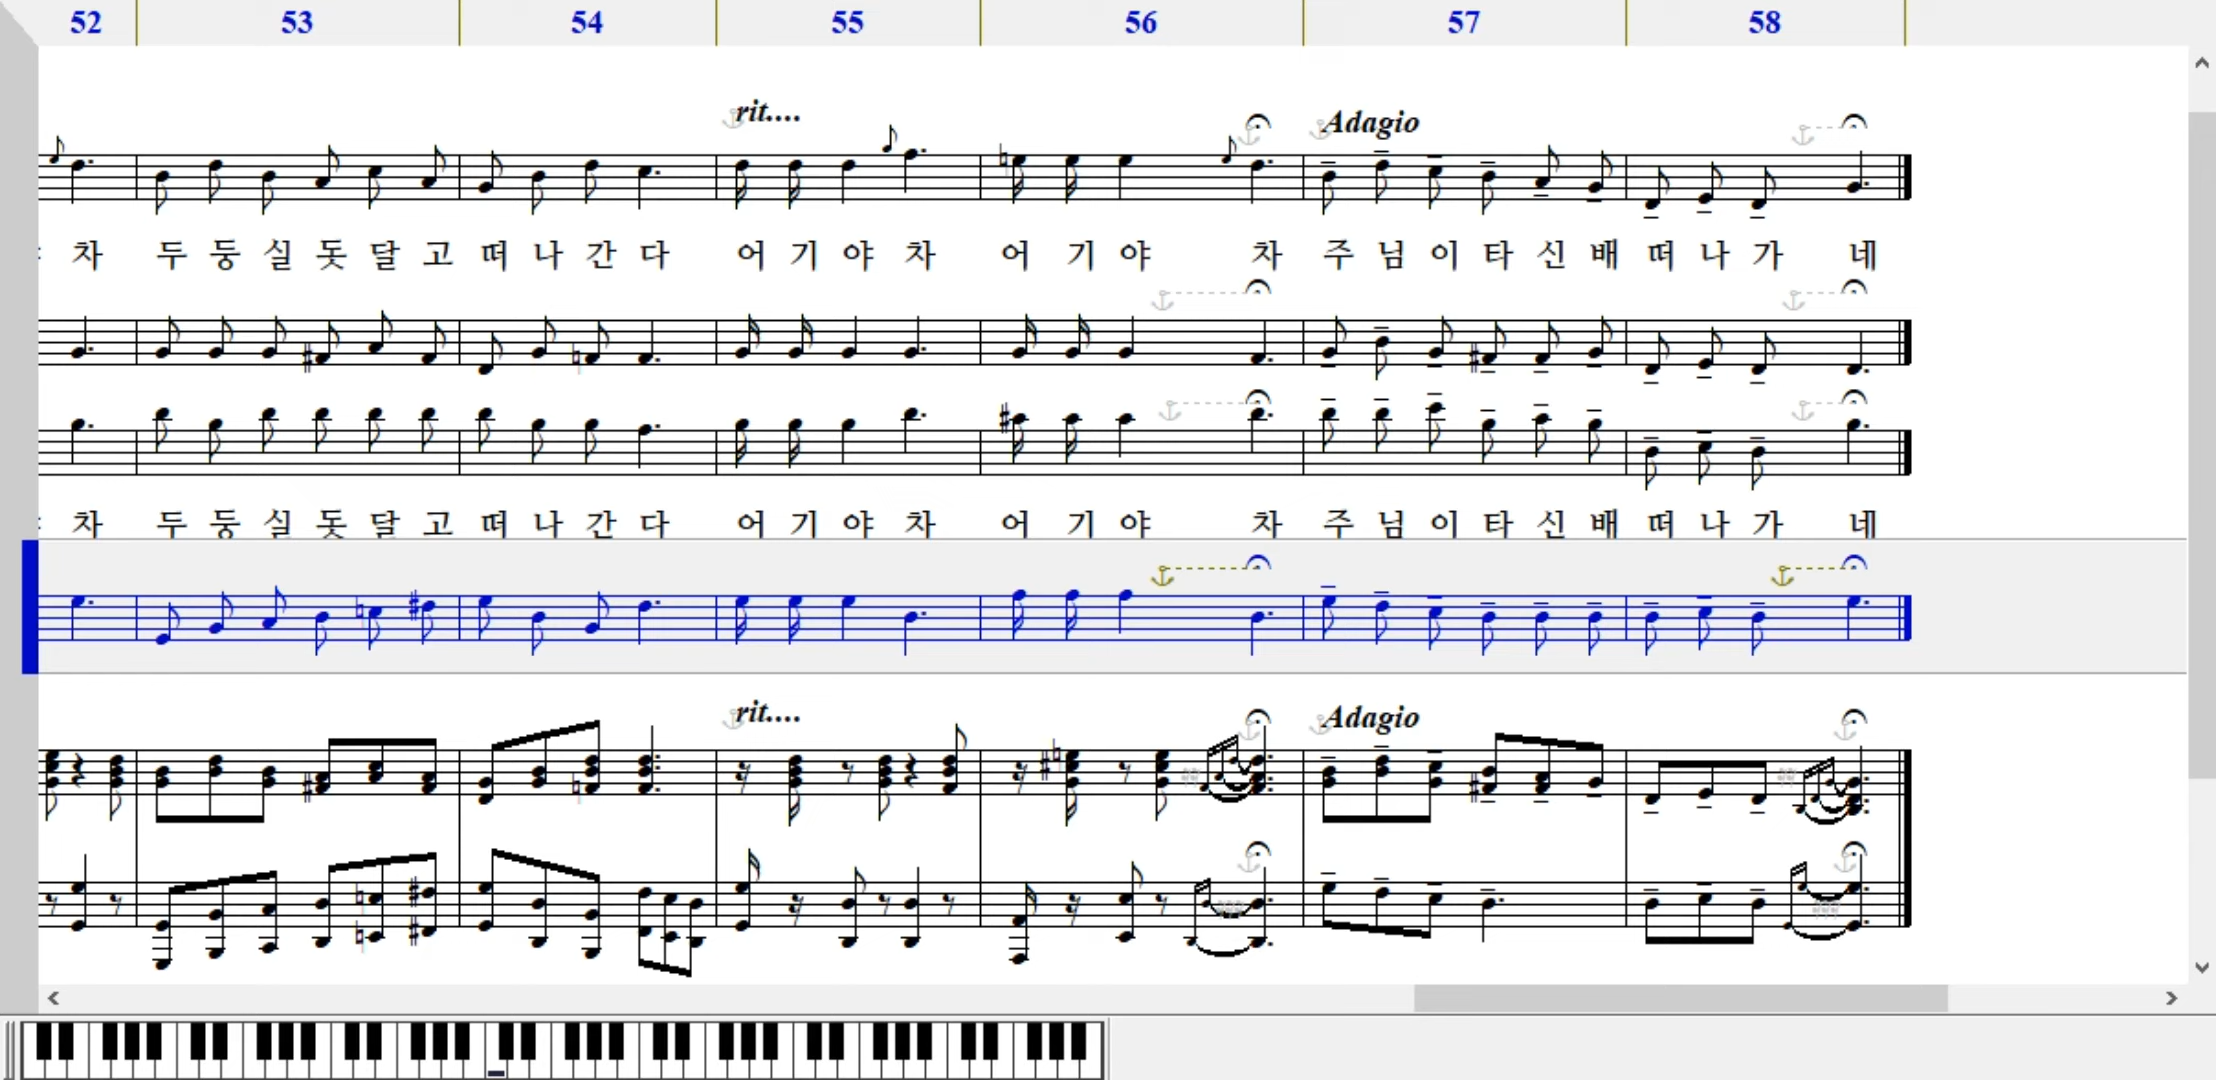 52 53 54 55 56 57 58
rit.... Adagio
차 두 둥 실 돗 달 고 떠 나 간 다 어 기 야 차 어 기 야 차 주 님 이 타 신 배 떠 나 가 네
차 두 둥 실 돗 달 고 떠 나 간 다 어 기 야 차 어 기 야 차 주 님 이 타 신 배 떠 나 가 네
rit.... Adagio